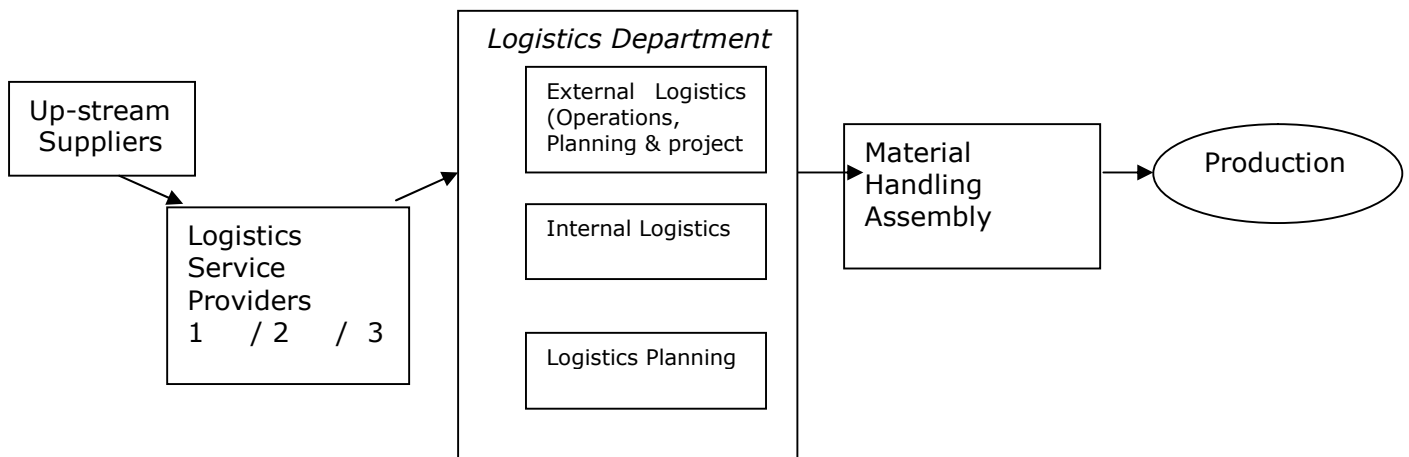 Logistics Department
External Logistics
(Operations,
Planning & project
Up-stream
Suppliers
Material
Handling
Assembly
Production
Logistics
Service
Providers
1 / 2 / 3
Internal Logistics
Logistics Planning